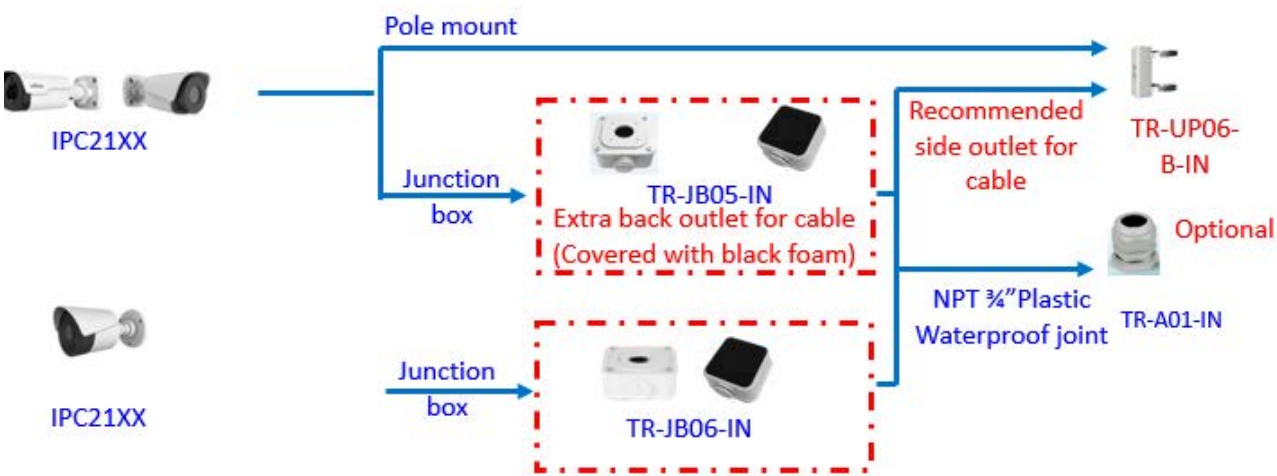 Pole mount
IPC21XX
Junction
box
TR-JB05-IN
Extra back outlet for cable
(Covered with black foam)
Recommended
side outlet for
cable
TR-UP06-
B-IN
Optional
NPT ¾”Plastic
Waterproof joint
TR-A01-IN
IPC21XX
Junction
box
TR-JB06-IN